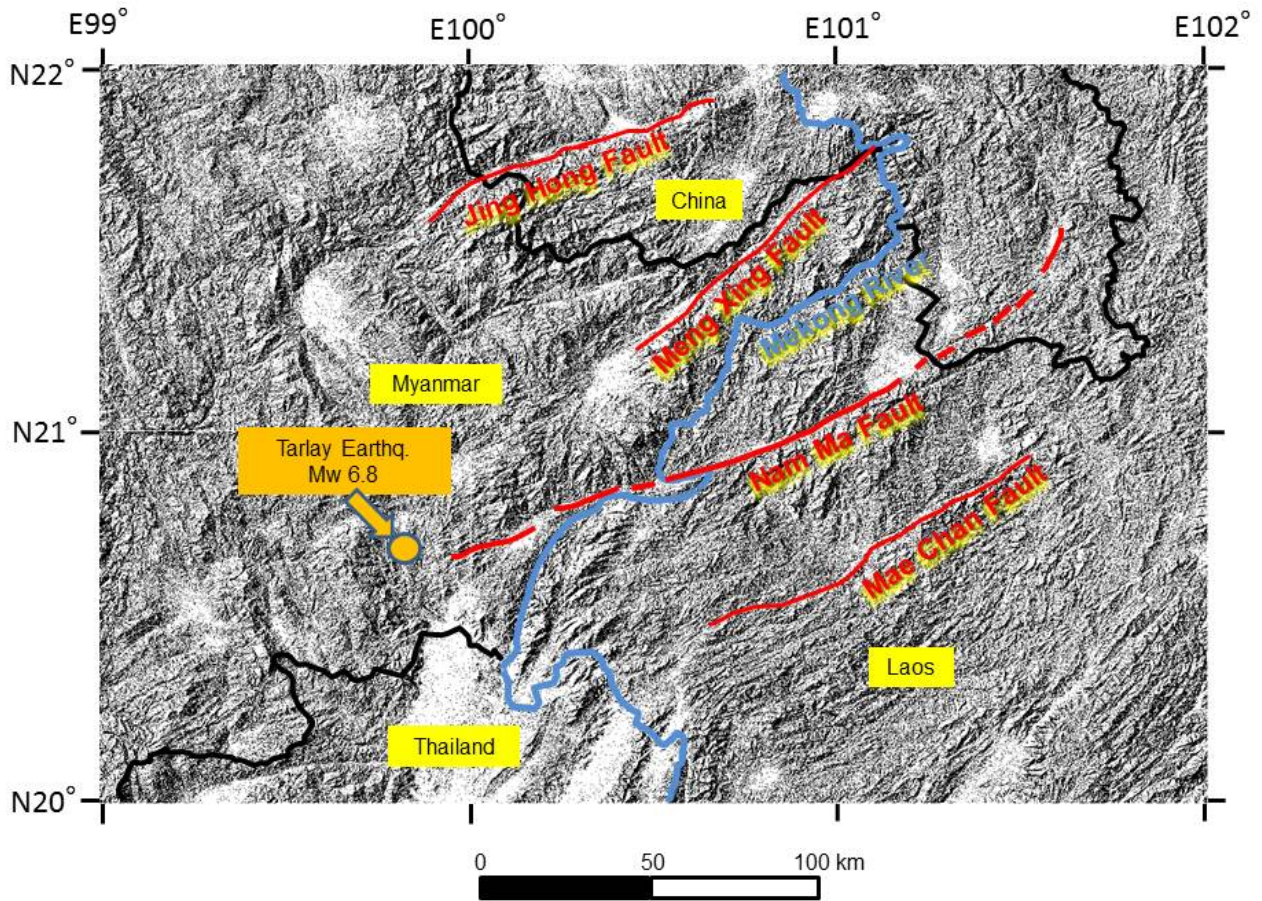 E99°
E100°
E101°
E102°
N22°
Jing Hong Fault
China
Meng Xing Fault
Mekong River
Myanmar
N21°
Tarlay Earthq.
Mw 6.8
Nam Ma Fault
Mae Chan Fault
Laos
Thailand
N20°
0
50
100 km